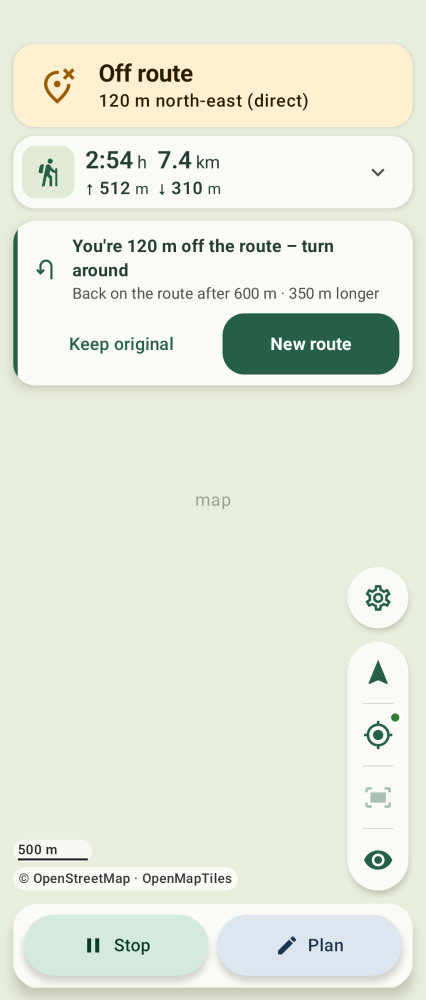 Off route
120 m north-east (direct)
2:54 h 7.4 km
↑ 512 m ↓ 310 m
You're 120 m off the route – turn
around
Back on the route after 600 m · 350 m longer
Keep original
New route
map
500 m
© OpenStreetMap · OpenMapTiles
Stop
Plan